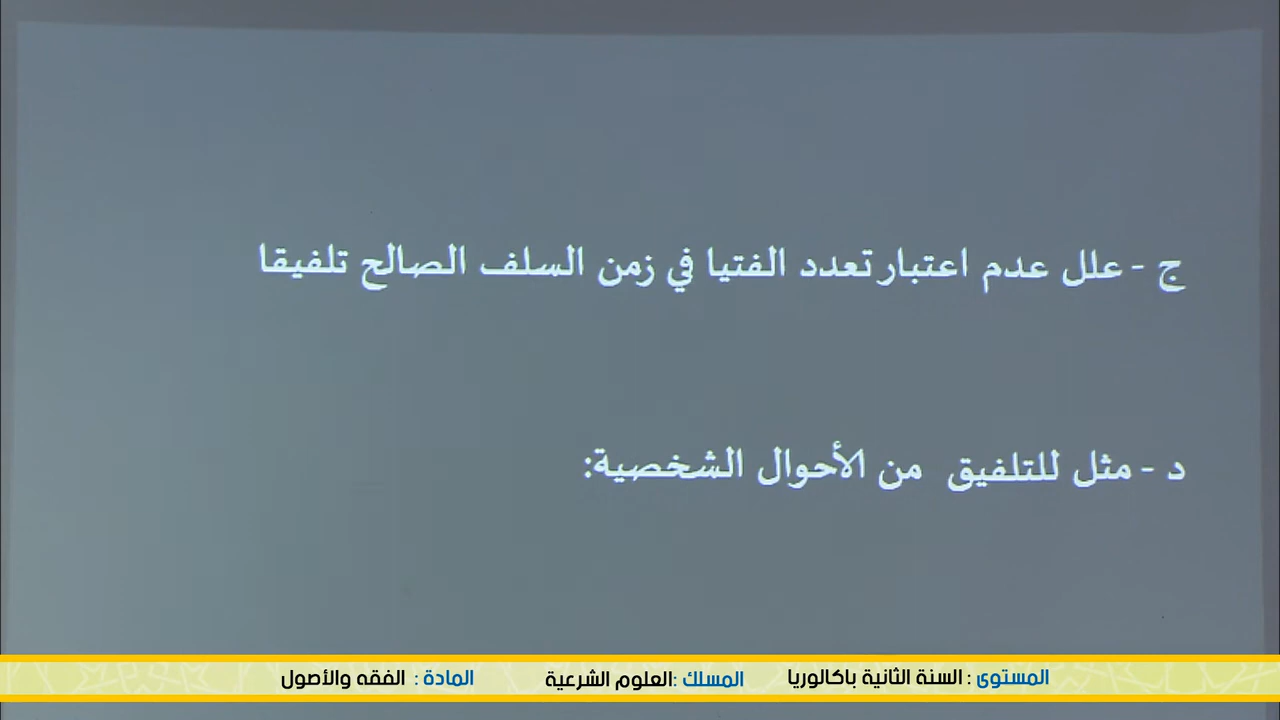 ج - علل عدم اعتبار تعدد الفتيا في زمن السلف الصالح تلفيقا
د - مثل للتلفيق من الأحوال الشخصية:
المستوى : السنة الثانية باكالوريا المسلك :العلوم الشرعية المادة : الفقه والأصول